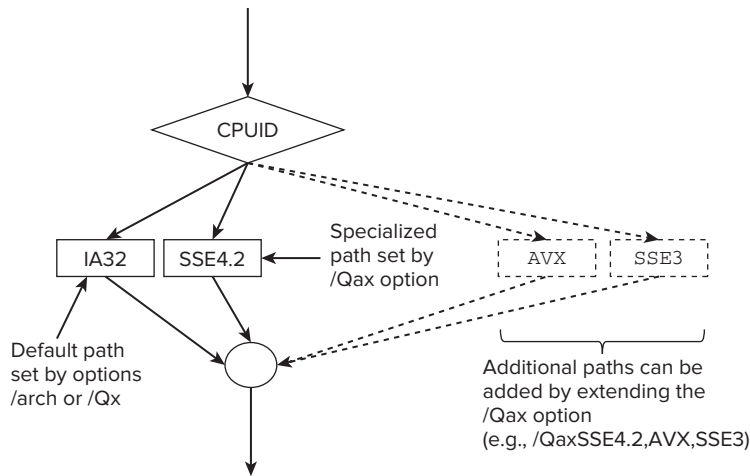 CPUID
IA32
SSE4.2
Specialized
path set by
/Qax option
AVX
SSE3
Default path
set by options
/arch or /Qx
Additional paths can be
added by extending the
/Qax option
(e.g., /QaxSSE4.2,AVX,SSE3)